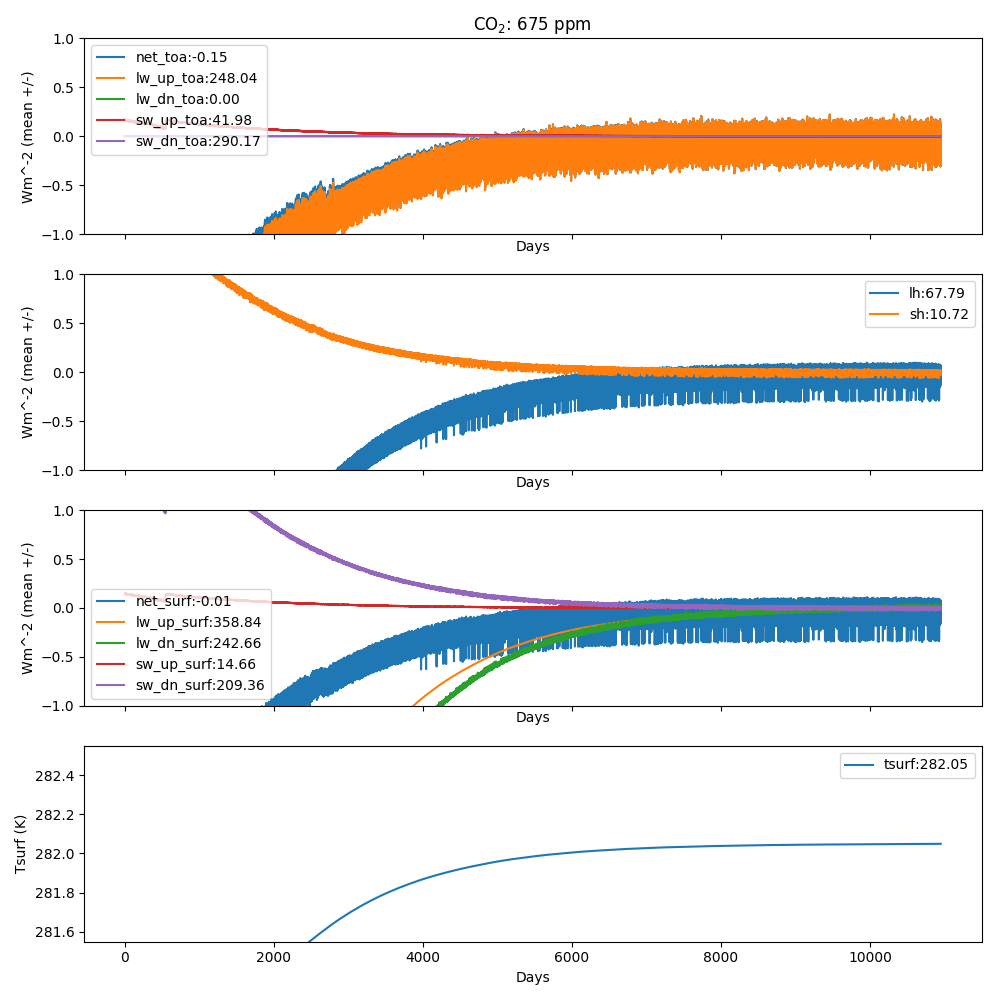 CO₂: 675 ppm
1.0
0.5
0.0
−0.5
−1.0
Wm^-2 (mean +/-)
net_toa:-0.15
lw_up_toa:248.04
lw_dn_toa:0.00
sw_up_toa:41.98
sw_dn_toa:290.17
Days
1.0
0.5
0.0
−0.5
−1.0
Wm^-2 (mean +/-)
lh:67.79
sh:10.72
Days
1.0
0.5
0.0
−0.5
−1.0
Wm^-2 (mean +/-)
net_surf:-0.01
lw_up_surf:358.84
lw_dn_surf:242.66
sw_up_surf:14.66
sw_dn_surf:209.36
Days
282.4
282.2
282.0
281.8
281.6
Tsurf (K)
tsurf:282.05
0 2000 4000 6000 8000 10000
Days